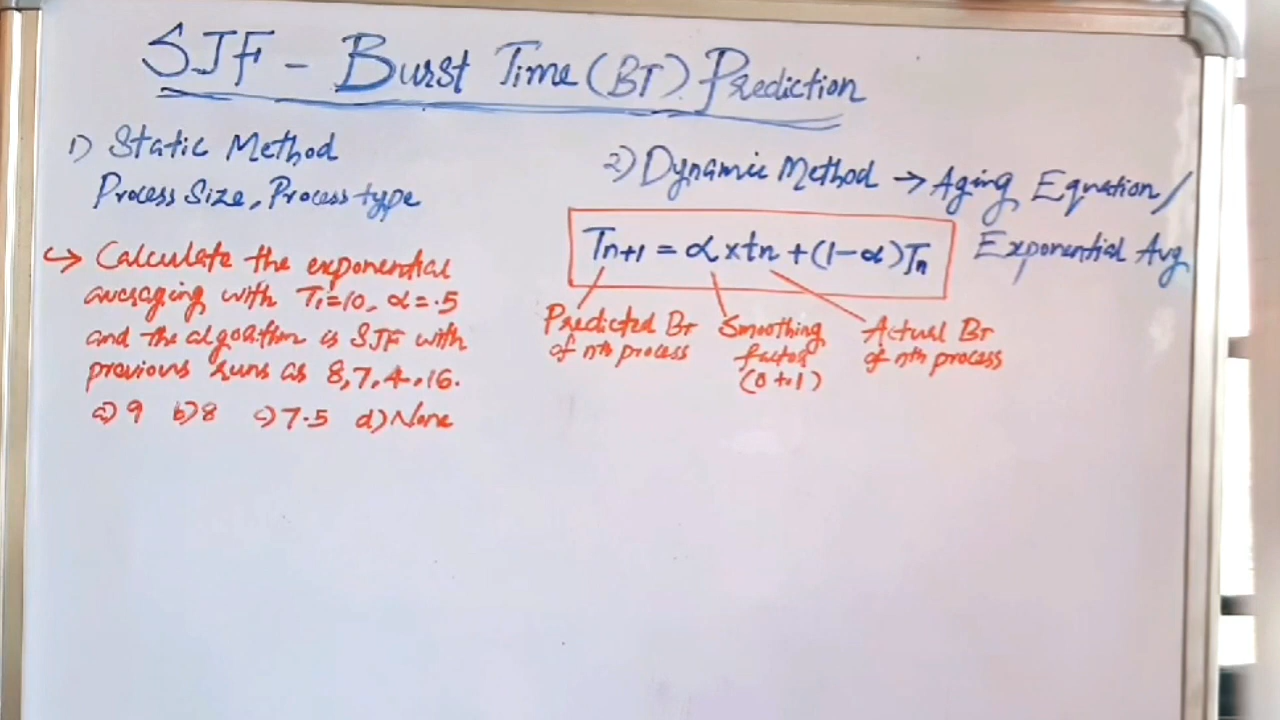 SJF - Burst Time (BT) Prediction
1) Static Method
Process Size, Process type
↪ Calculate the exponential
averaging with T₁=10, α=.5
and the algorithm is SJF with
previous runs as 8,7,4,16.
a) 9 b) 8 c) 7.5 d) None
2) Dynamic Method → Aging Equation/
Exponential Avg
Tn+1 = α x tn + (1-α)Tn
Predicted BT
of nth process
Smoothing
factor
(0 to 1)
Actual BT
of nth process